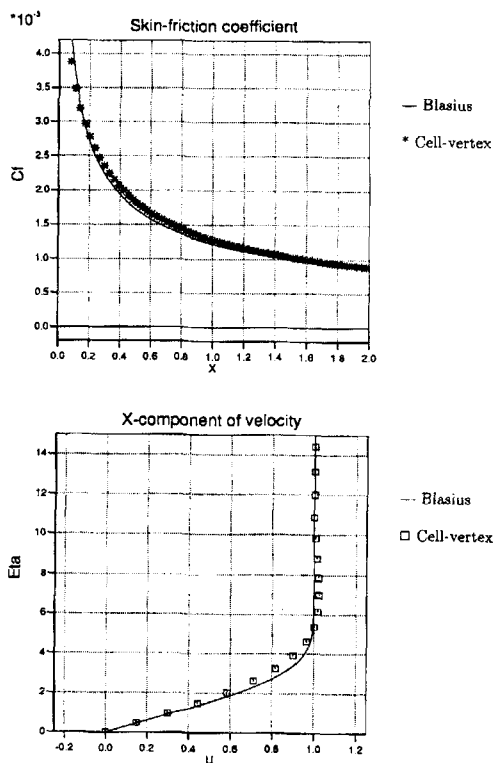 *10⁻³
Skin-friction coefficient
4.0
3.5
3.0
2.5
2.0
1.5
1.0
0.5
0.0
Cf
0.0 0.2 0.4 0.6 0.8 1.0 1.2 1.4 1.6 1.8 2.0
X
— Blasius
* Cell-vertex
X-component of velocity
14
12
10
8
6
4
2
0
Eta
-0.2 0.0 0.2 0.4 0.6 0.8 1.0 1.2
U
— Blasius
□ Cell-vertex